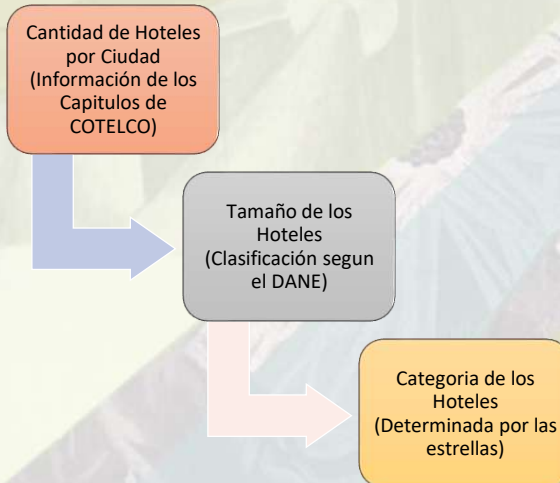 Cantidad de Hoteles
por Ciudad
(Información de los
Capitulos de
COTELCO)
Tamaño de los
Hoteles
(Clasificación segun
el DANE)
Categoria de los
Hoteles
(Determinada por las
estrellas)